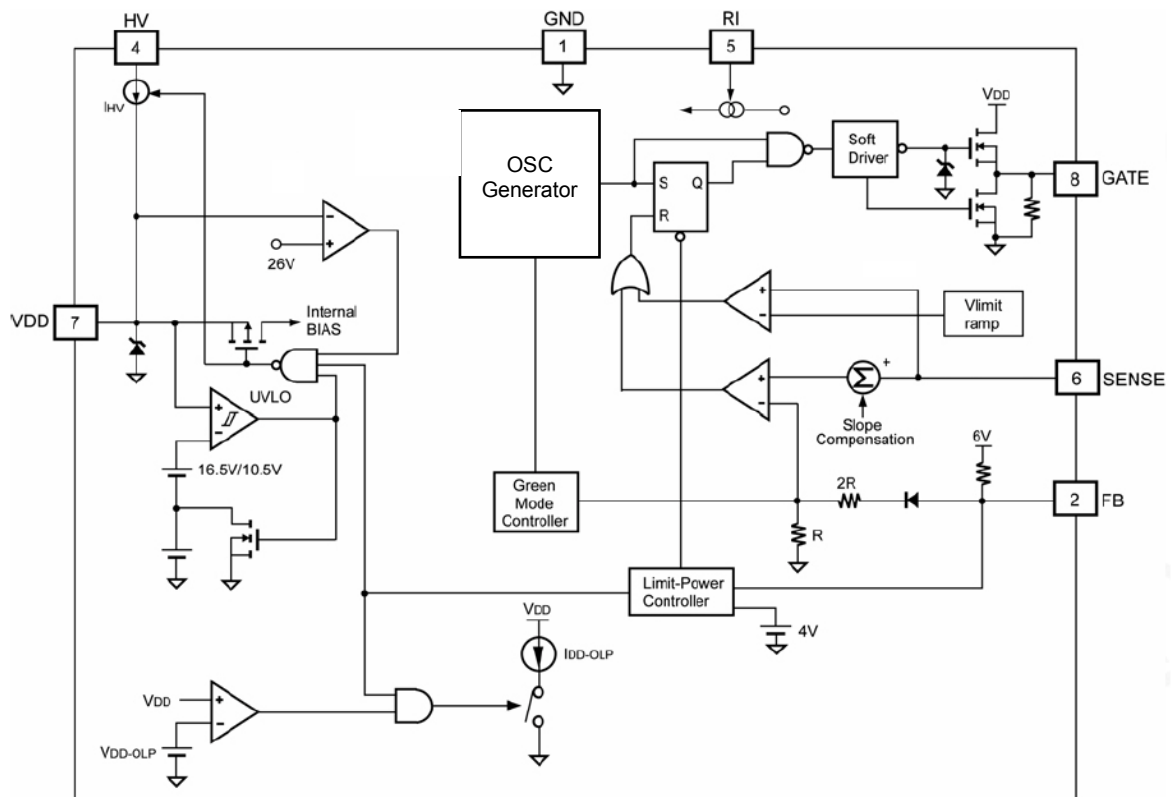 HV
GND
RI
4
1
5
IHV
VDD
OSC
Generator
Soft
Driver
S Q
R
8 GATE
-
+
26V
+
-
Vlimit
ramp
VDD 7
Internal
BIAS
UVLO
+
-
+
-
Σ
+
6 SENSE
Slope
Compensation
16.5V/10.5V
6V
Green
Mode
Controller
2R
2 FB
R
Limit-Power
Controller
4V
VDD
IDD-OLP
VDD
+
-
VDD-OLP